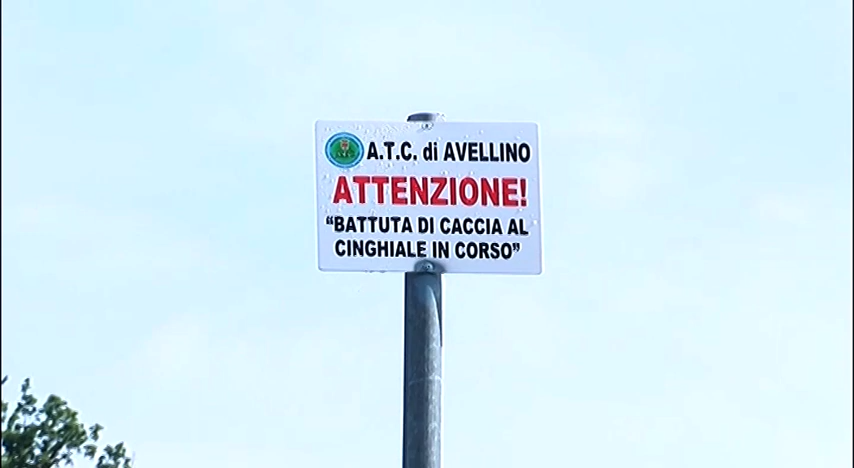 A.T.C. di AVELLINO
ATTENZIONE!
“BATTUTA DI CACCIA AL
CINGHIALE IN CORSO”